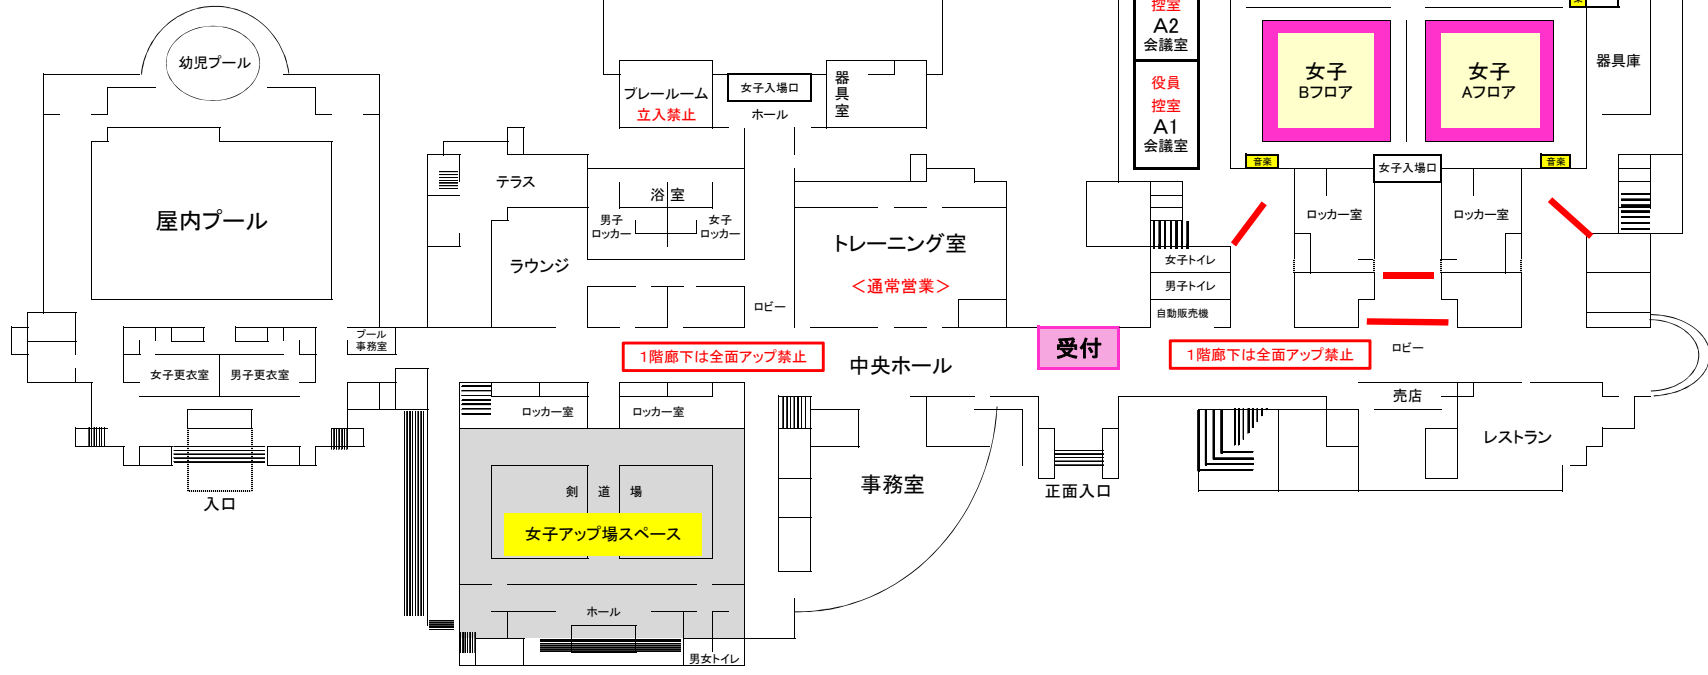 控室
A2
会議室
役員
控室
A1
会議室
幼児プール
プレールーム
立入禁止
女子入場口
ホール
器
具
室
女子
Bフロア
女子
Aフロア
器具庫
音楽
音楽
女子入場口
テラス
浴 室
男子
ロッカー
女子
ロッカー
屋内プール
ラウンジ
トレーニング室
＜通常営業＞
ロビー
ロッカー室
ロッカー室
女子トイレ
男子トイレ
自動販売機
プール
事務室
女子更衣室
男子更衣室
1階廊下は全面アップ禁止
中央ホール
受付
1階廊下は全面アップ禁止
ロビー
売店
レストラン
ロッカー室
ロッカー室
入口
剣 道 場
女子アップ場スペース
事務室
正面入口
ホール
男女トイレ